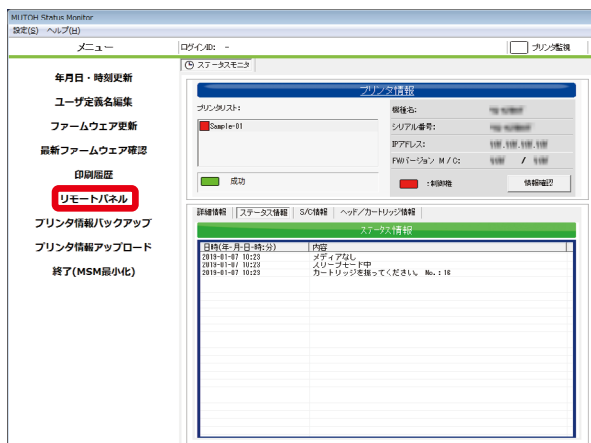 MUTOH Status Monitor
設定(S) ヘルプ(H)
メニュー
ログインID: -
プリンタ監視
ステータスモニタ
年月日・時刻更新
ユーザ定義名編集
ファームウェア更新
最新ファームウェア確認
印刷履歴
リモートパネル
プリンタ情報バックアップ
プリンタ情報アップロード
終了(MSM最小化)
プリンタ情報
プリンタリスト:
Sample-01
成功
機種名:
シリアル番号:
IPアドレス:
FWバージョン M / C:
/
:制御権
情報確認
詳細情報 ステータス情報 S/C情報 ヘッド/カートリッジ情報
ステータス情報
日時(年-月-日-時:分) 内容
2019-01-07 10:23 メディアなし
2019-01-07 10:23 スリープモード中
2019-01-07 10:23 カートリッジを振ってください。 No.:16